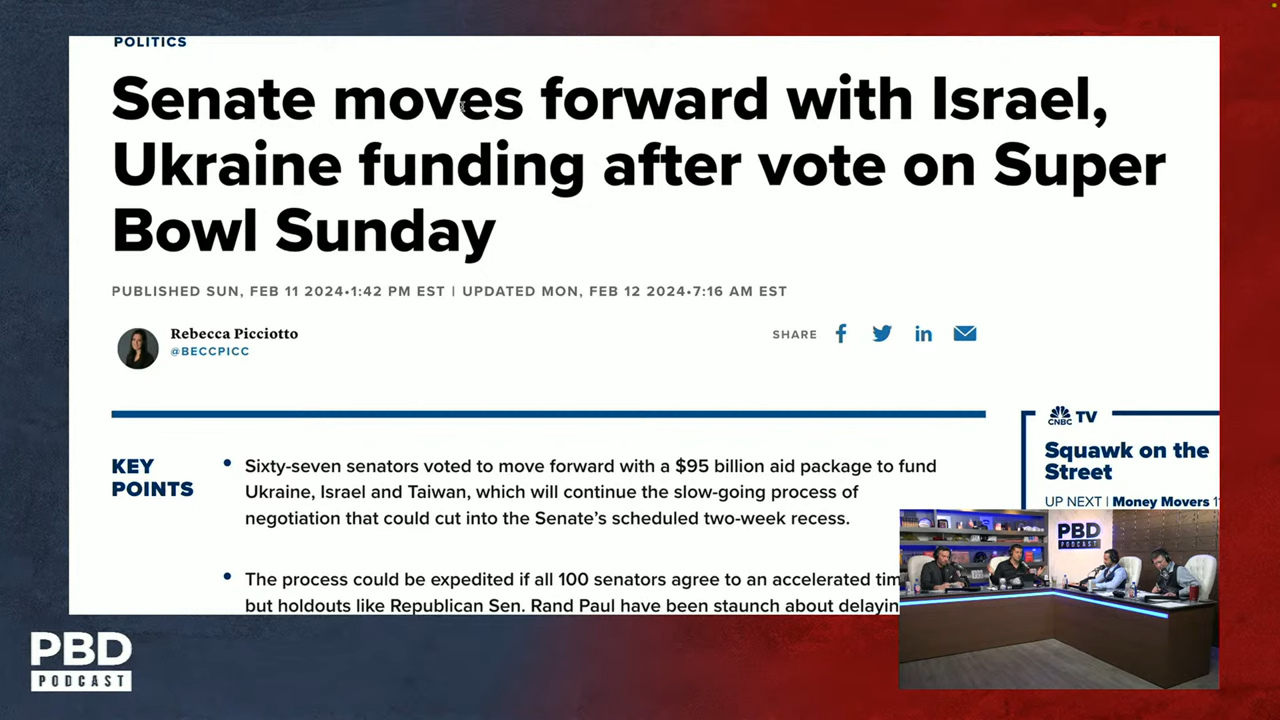 POLITICS
Senate moves forward with Israel,
Ukraine funding after vote on Super
Bowl Sunday
PUBLISHED SUN, FEB 11 2024•1:42 PM EST | UPDATED MON, FEB 12 2024•7:16 AM EST
Rebecca Picciotto
@BECCPICC
SHARE
KEY
POINTS
• Sixty-seven senators voted to move forward with a $95 billion aid package to fund
Ukraine, Israel and Taiwan, which will continue the slow-going process of
negotiation that could cut into the Senate's scheduled two-week recess.
• The process could be expedited if all 100 senators agree to an accelerated
but holdouts like Republican Sen. Rand Paul have been staunch about
CNBC TV
Squawk on the
Street
UP NEXT | Money Movers
PBD
PODCAST
PBD
PODCAST